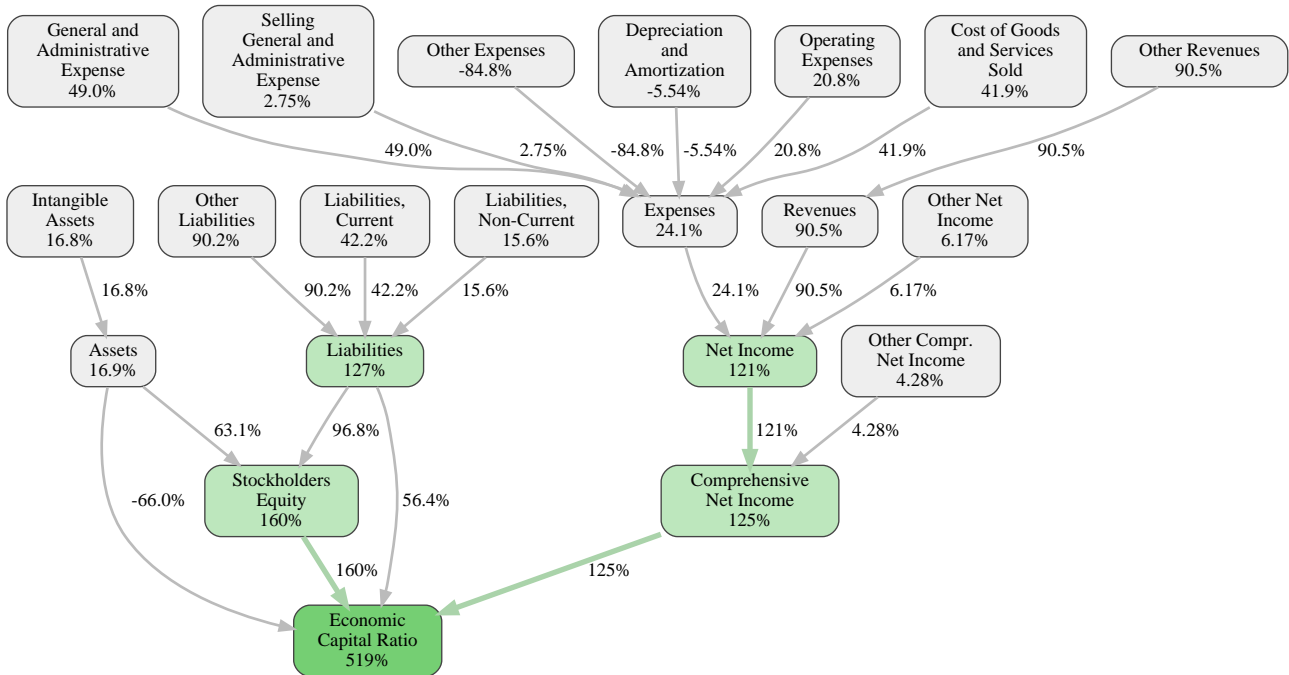 General and
Administrative
Expense
49.0%
Selling
General and
Administrative
Expense
2.75%
Other Expenses
-84.8%
Depreciation
and
Amortization
-5.54%
Operating
Expenses
20.8%
Cost of Goods
and Services
Sold
41.9%
Other Revenues
90.5%
49.0%
2.75%
-84.8%
-5.54%
20.8%
41.9%
90.5%
Intangible
Assets
16.8%
Other
Liabilities
90.2%
Liabilities,
Current
42.2%
Liabilities,
Non-Current
15.6%
Expenses
24.1%
Revenues
90.5%
Other Net
Income
6.17%
16.8%
90.2%
42.2%
15.6%
24.1%
90.5%
6.17%
Assets
16.9%
Liabilities
127%
Net Income
121%
Other Compr.
Net Income
4.28%
63.1%
96.8%
121%
4.28%
-66.0%
Stockholders
Equity
160%
56.4%
Comprehensive
Net Income
125%
160%
125%
Economic
Capital Ratio
519%